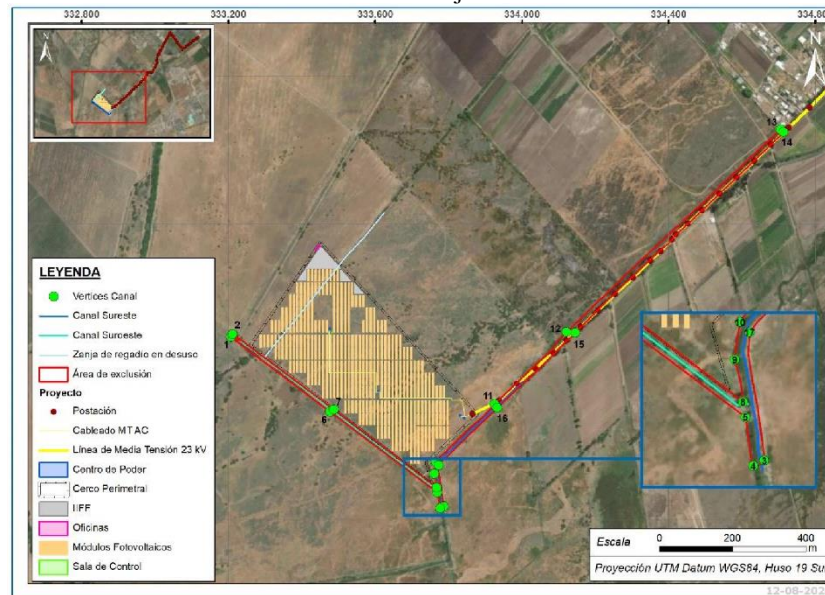 332.800 333.200 333.600 334.000 334.400 334.800
N
N
13
14
12
15
11
16
2
1
7
6
LEYENDA
Vertices Canal
Canal Sureste
Canal Suroeste
Zanja de regadío en desuso
Área de exclusión
Proyecto
Postación
Cableado MT AC
Línea de Media Tensión 23 kV
Centro de Poder
Cerco Perimetral
Oficinas
Módulos Fotovoltaicos
Sala de Control
10
17
9
8
5
4
3
Escala 0 200 400
m
Proyección UTM Datum WGS84, Huso 19 Su
12-08-202